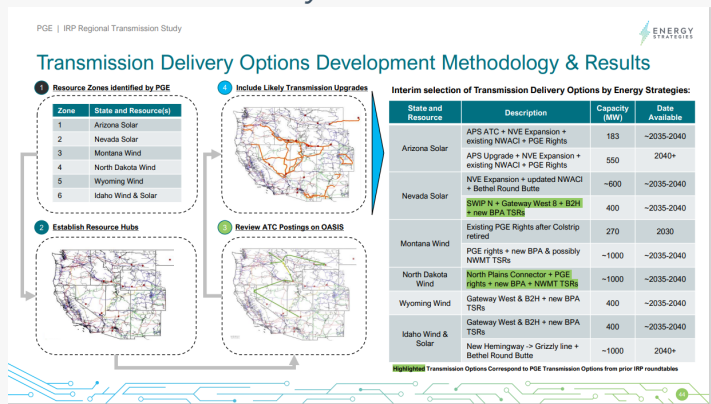 PGE | IRP Regional Transmission Study
ENERGY
STRATEGIES
Transmission Delivery Options Development Methodology & Results
1 Resource Zones identified by PGE
Zone State and Resource(s)
1 Arizona Solar
2 Nevada Solar
3 Montana Wind
4 North Dakota Wind
5 Wyoming Wind
6 Idaho Wind & Solar
2 Establish Resource Hubs
4 Include Likely Transmission Upgrades
3 Review ATC Postings on OASIS
Interim selection of Transmission Delivery Options by Energy Strategies:
State and
Resource
Description
Capacity
(MW)
Date
Available
Arizona Solar
APS ATC + NVE Expansion +
existing NWACI + PGE Rights
183
~2035-2040
APS Upgrade + NVE Expansion +
existing NWACI + PGE Rights
550
2040+
Nevada Solar
NVE Expansion + updated NWACI
+ Bethel Round Butte
~600
~2035-2040
SWIP N + Gateway West 8 + B2H
+ new BPA TSRs
400
~2035-2040
Montana Wind
Existing PGE Rights after Colstrip
retired
270
2030
PGE rights + new BPA & possibly
NWMT TSRs
~1000
~2035-2040
North Dakota
Wind
North Plains Connector + PGE
rights + new BPA + NWMT TSRs
~1000
~2035-2040
Wyoming Wind
Gateway West & B2H + new BPA
TSRs
400
~2035-2040
Idaho Wind &
Solar
Gateway West & B2H + new BPA
TSRs
400
~2035-2040
New Hemingway -> Grizzly line +
Bethel Round Butte
~1000
2040+
Highlighted Transmission Options Correspond to PGE Transmission Options from prior IRP roundtables
44